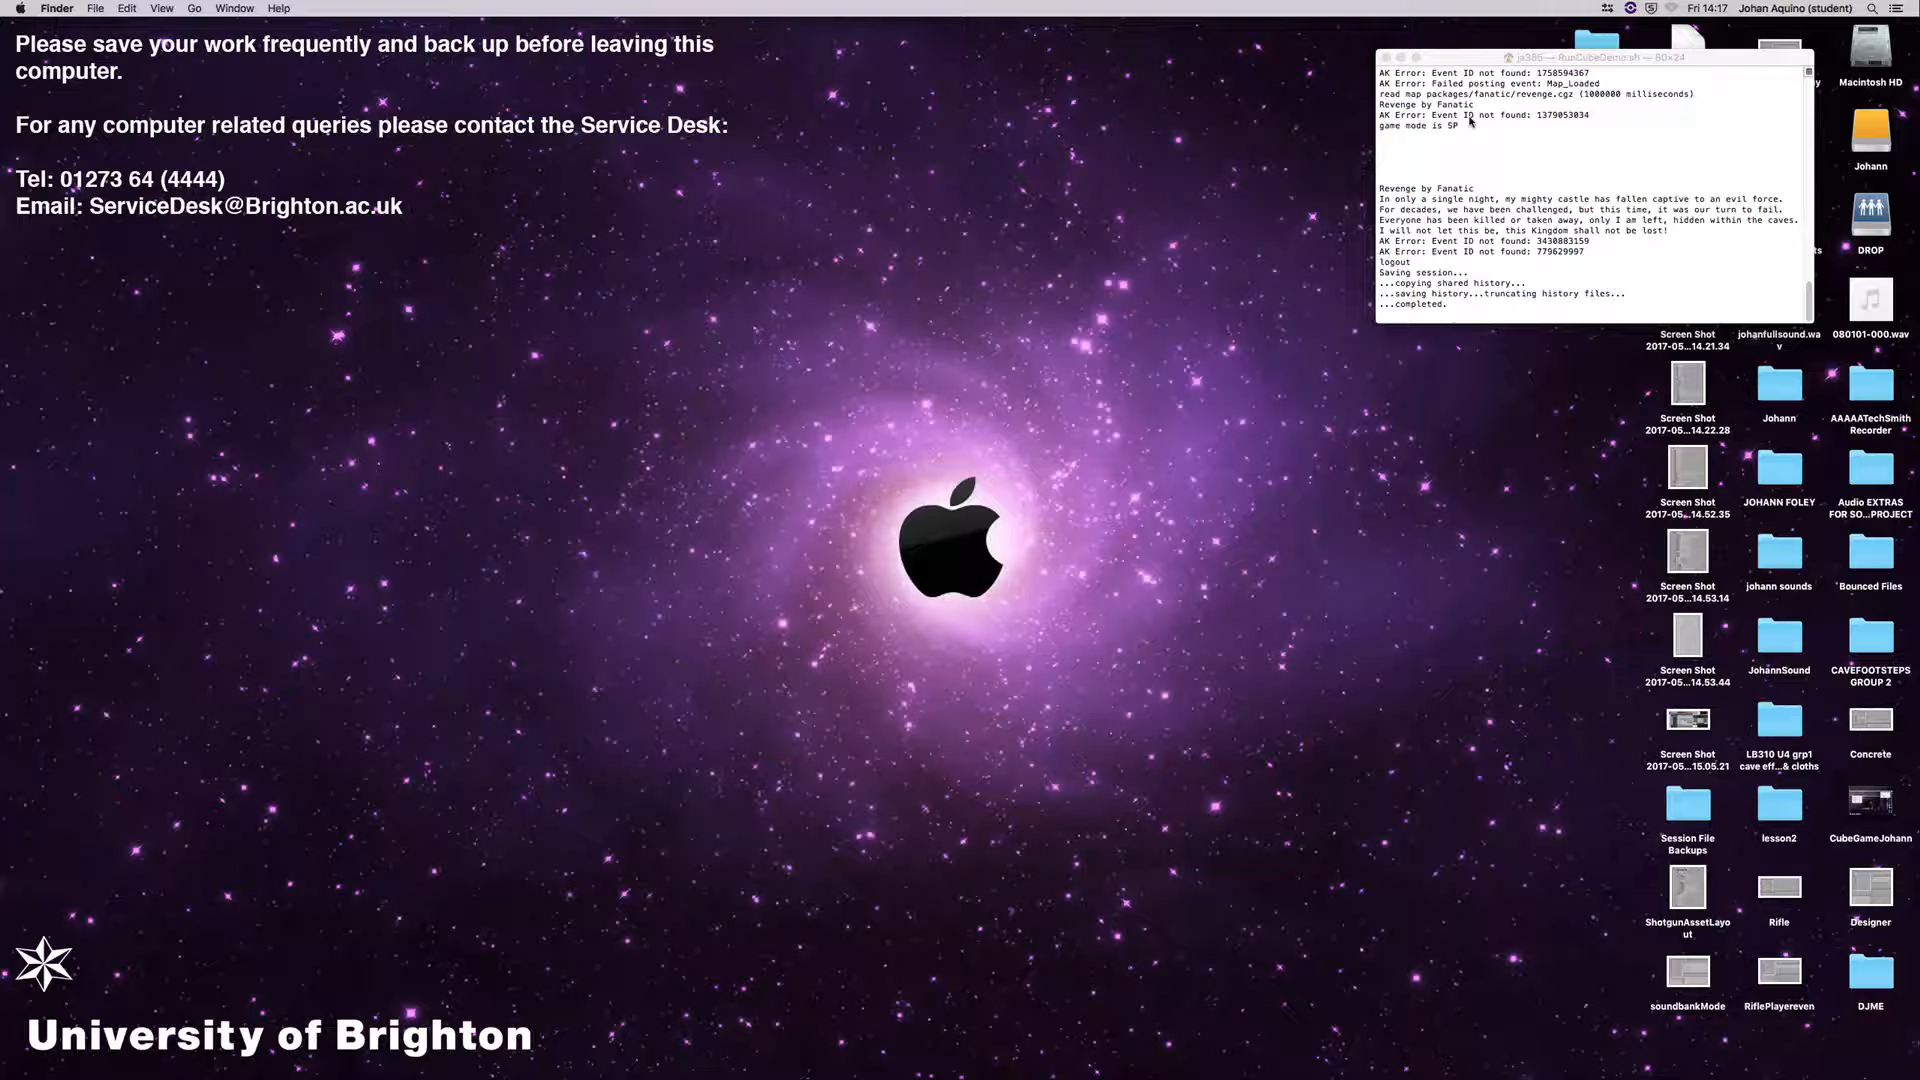 Finder File Edit View Go Window Help
Fri 14:17 Johan Aquino (student)
Please save your work frequently and back up before leaving this
computer.
For any computer related queries please contact the Service Desk:
Tel: 01273 64 (4444)
Email: ServiceDesk@Brighton.ac.uk
ja365 — RunCubeDemo.sh — 80×24
AK Error: Event ID not found: 1758594367
AK Error: Failed posting event: Map_Loaded
read map packages/fanatic/revenge.cgz (1000000 milliseconds)
Revenge by Fanatic
AK Error: Event ID not found: 1379053034
game mode is SP
Revenge by Fanatic
In only a single night, my mighty castle has fallen captive to an evil force.
For decades, we have been challenged, but this time, it was our turn to fail.
Everyone has been killed or taken away, only I am left, hidden within the caves.
I will not let this be, this Kingdom shall not be lost!
AK Error: Event ID not found: 3430883159
AK Error: Event ID not found: 779629997
logout
Saving session...
...copying shared history...
...saving history...truncating history files...
...completed.
Macintosh HD
Johann
DROP
Screen Shot
2017-05...14.21.34
johanfullsound.wa
v
080101-000.wav
Screen Shot
2017-05...14.22.28
Johann
AAAAATechSmith
Recorder
Screen Shot
2017-05...14.52.35
JOHANN FOLEY
Audio EXTRAS
FOR SO...PROJECT
Screen Shot
2017-05...14.53.14
johann sounds
Bounced Files
Screen Shot
2017-05...14.53.44
JohannSound
CAVEFOOTSTEPS
GROUP 2
Screen Shot
2017-05...15.05.21
LB310 U4 grp1
cave eff...& cloths
Concrete
Session File
Backups
lesson2
CubeGameJohann
ShotgunAssetLayo
ut
Rifle
Designer
soundbankMode
RiflePlayereven
DJME
University of Brighton